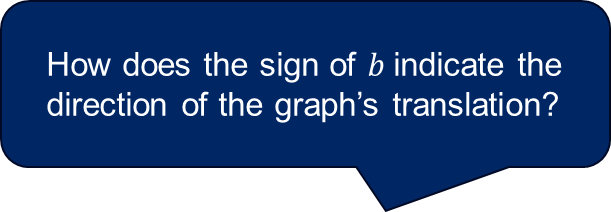 How does the sign of b indicate the
direction of the graph’s translation?